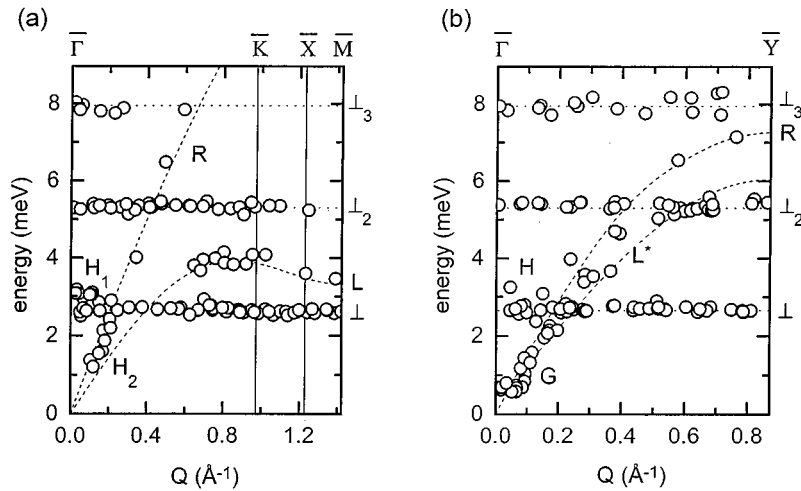 (a)
Γ̅ K̅ X̅ M̅
8
6
4
2
0
energy (meV)
⊥₃
R
⊥₂
H₁
L
⊥
H₂
0.0 0.4 0.8 1.2
Q (Å⁻¹)
(b)
Γ̅ Y̅
8
6
4
2
0
energy (meV)
⊥₃
R
⊥₂
H
L*
⊥
G
0.0 0.2 0.4 0.6 0.8
Q (Å⁻¹)